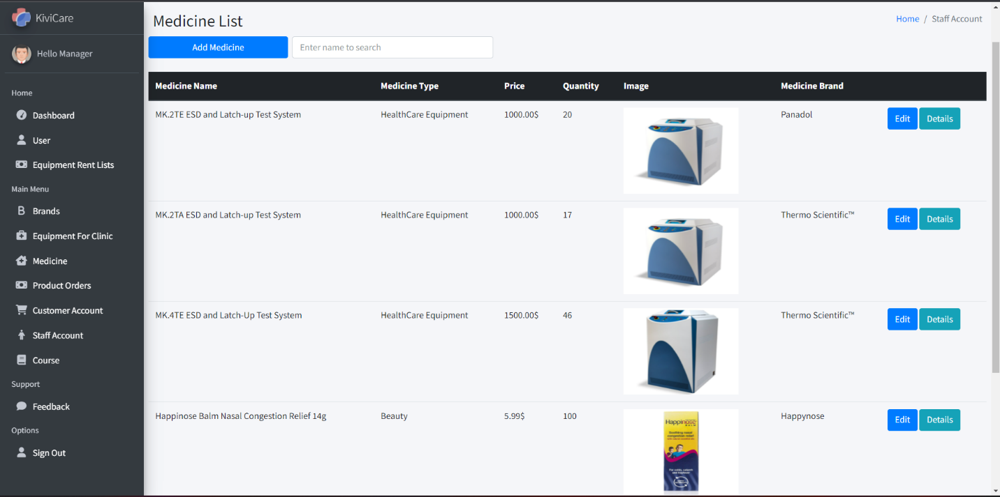 KiviCare
Hello Manager
Home
Dashboard
User
Equipment Rent Lists
Main Menu
Brands
Equipment For Clinic
Medicine
Product Orders
Customer Account
Staff Account
Course
Support
Feedback
Options
Sign Out
Medicine List
Home / Staff Account
Add Medicine Enter name to search
Medicine Name Medicine Type Price Quantity Image Medicine Brand
MK.2TE ESD and Latch-up Test System HealthCare Equipment 1000.00$ 20 Panadol Edit Details
MK.2TA ESD and Latch-up Test System HealthCare Equipment 1000.00$ 17 Thermo Scientific™ Edit Details
MK.4TE ESD and Latch-Up Test System HealthCare Equipment 1500.00$ 46 Thermo Scientific™ Edit Details
Happinose Balm Nasal Congestion Relief 14g Beauty 5.99$ 100 Happynose Edit Details
Happinose
BALM
Soothing nasal
congestion relief